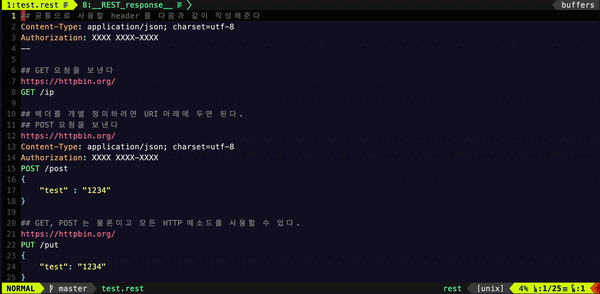 1:test.rest 8:__REST_response__ buffers
1 ## 공통으로 사용할 header 를 다음과 같이 작성해준다
2 Content-Type: application/json; charset=utf-8
3 Authorization: XXXX XXXX-XXXX
4 --
5
6 ## GET 요청을 보낸다
7 https://httpbin.org/
8 GET /ip
9
10 ## 헤더를 개별 정의하려면 URI 아래에 두면 된다.
11 ## POST 요청을 보낸다
12 https://httpbin.org/
13 Content-Type: application/json; charset=utf-8
14 Authorization: XXXX XXXX-XXXX
15 POST /post
16 {
17 "test" : "1234"
18 }
19
20 ## GET, POST 는 물론이고 모든 HTTP 메소드를 사용할 수 있다.
21 https://httpbin.org/
22 PUT /put
23 {
24 "test": "1234"
25 }
NORMAL master test.rest rest [unix] 4% :1/25 :1